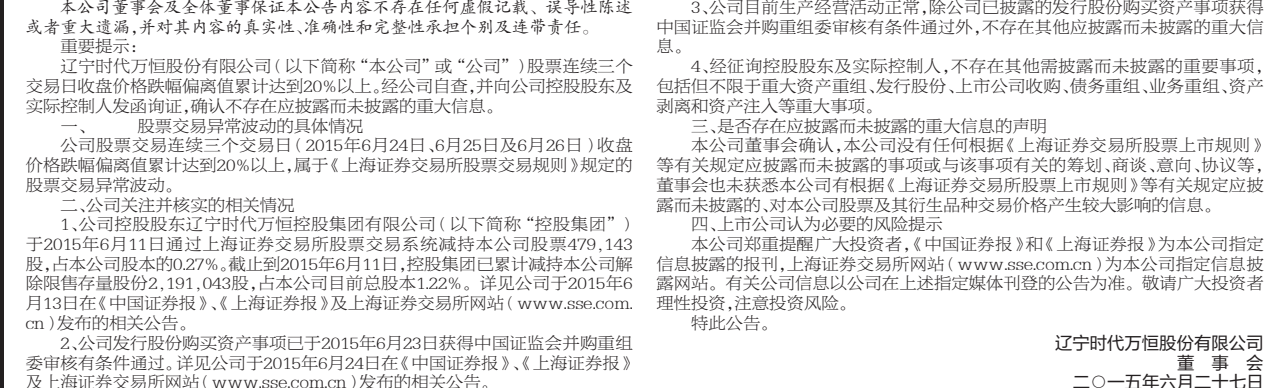 本公司董事会及全体董事保证本公告内容不存在任何虚假记载、误导性陈述
或者重大遗漏,并对其内容的真实性、准确性和完整性承担个别及连带责任。
重要提示:
辽宁时代万恒股份有限公司(以下简称“本公司”或“公司”)股票连续三个
交易日收盘价格跌幅偏离值累计达到20%以上。经公司自查,并向公司控股股东及
实际控制人发函询证,确认不存在应披露而未披露的重大信息。
一、 股票交易异常波动的具体情况
公司股票交易连续三个交易日(2015年6月24日、6月25日及6月26日)收盘
价格跌幅偏离值累计达到20%以上,属于《上海证券交易所股票交易规则》规定的
股票交易异常波动。
二、公司关注并核实的相关情况
1、公司控股股东辽宁时代万恒控股集团有限公司(以下简称“控股集团”)
于2015年6月11日通过上海证券交易所股票交易系统减持本公司股票479,143
股,占本公司股本的0.27%。截止到2015年6月11日,控股集团已累计减持本公司解
除限售存量股份2,191,043股,占本公司目前总股本1.22%。详见公司于2015年6
月13日在《中国证券报》、《上海证券报》及上海证券交易所网站(www.sse.com.
cn)发布的相关公告。
2、公司发行股份购买资产事项已于2015年6月23日获得中国证监会并购重组
委审核有条件通过。详见公司于2015年6月24日在《中国证券报》、《上海证券报》
及上海证券交易所网站(www.sse.com.cn)发布的相关公告。
3、公司目前生产经营活动正常,除公司已披露的发行股份购买资产事项获得
中国证监会并购重组委审核有条件通过外,不存在其他应披露而未披露的重大信
息。
4、经征询控股股东及实际控制人,不存在其他需披露而未披露的重要事项,
包括但不限于重大资产重组、发行股份、上市公司收购、债务重组、业务重组、资产
剥离和资产注入等重大事项。
三、是否存在应披露而未披露的重大信息的声明
本公司董事会确认,本公司没有任何根据《上海证券交易所股票上市规则》
等有关规定应披露而未披露的事项或与该事项有关的筹划、商谈、意向、协议等,
董事会也未获悉本公司有根据《上海证券交易所股票上市规则》等有关规定应披
露而未披露的、对本公司股票及其衍生品种交易价格产生较大影响的信息。
四、上市公司认为必要的风险提示
本公司郑重提醒广大投资者,《中国证券报》和《上海证券报》为本公司指定
信息披露的报刊,上海证券交易所网站(www.sse.com.cn)为本公司指定信息披
露网站。有关公司信息以公司在上述指定媒体刊登的公告为准。敬请广大投资者
理性投资,注意投资风险。
特此公告。
辽宁时代万恒股份有限公司
董 事 会
二〇一五年六月二十七日